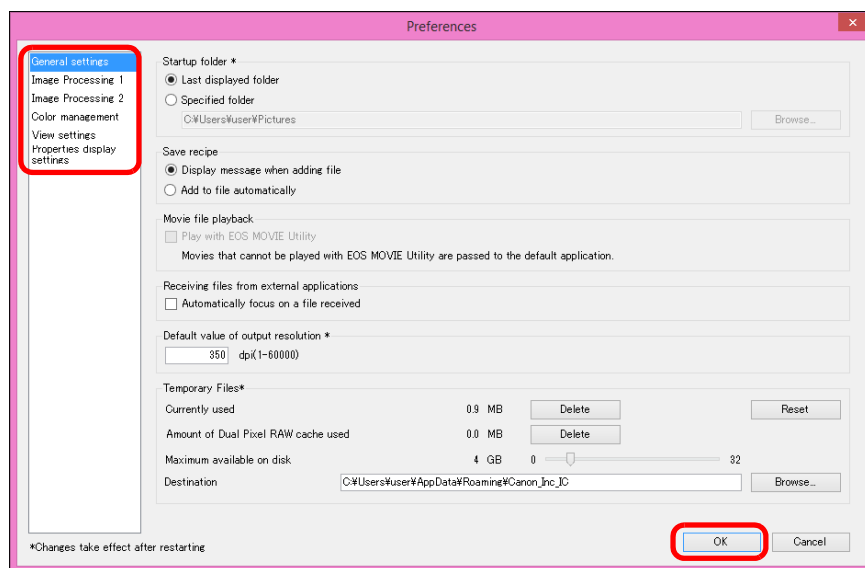 Preferences
General settings
Image Processing 1
Image Processing 2
Color management
View settings
Properties display
settings
Startup folder *
Last displayed folder
Specified folder
C:¥Users¥user¥Pictures
Browse...
Save recipe
Display message when adding file
Add to file automatically
Movie file playback
Play with EOS MOVIE Utility
Movies that cannot be played with EOS MOVIE Utility are passed to the default application.
Receiving files from external applications
Automatically focus on a file received
Default value of output resolution *
350 dpi(1-60000)
Temporary Files*
Currently used 0.9 MB Delete Reset
Amount of Dual Pixel RAW cache used 0.0 MB Delete
Maximum available on disk 4 GB 0 32
Destination C:¥Users¥user¥AppData¥Roaming¥Canon_Inc_IC Browse...
*Changes take effect after restarting
OK Cancel